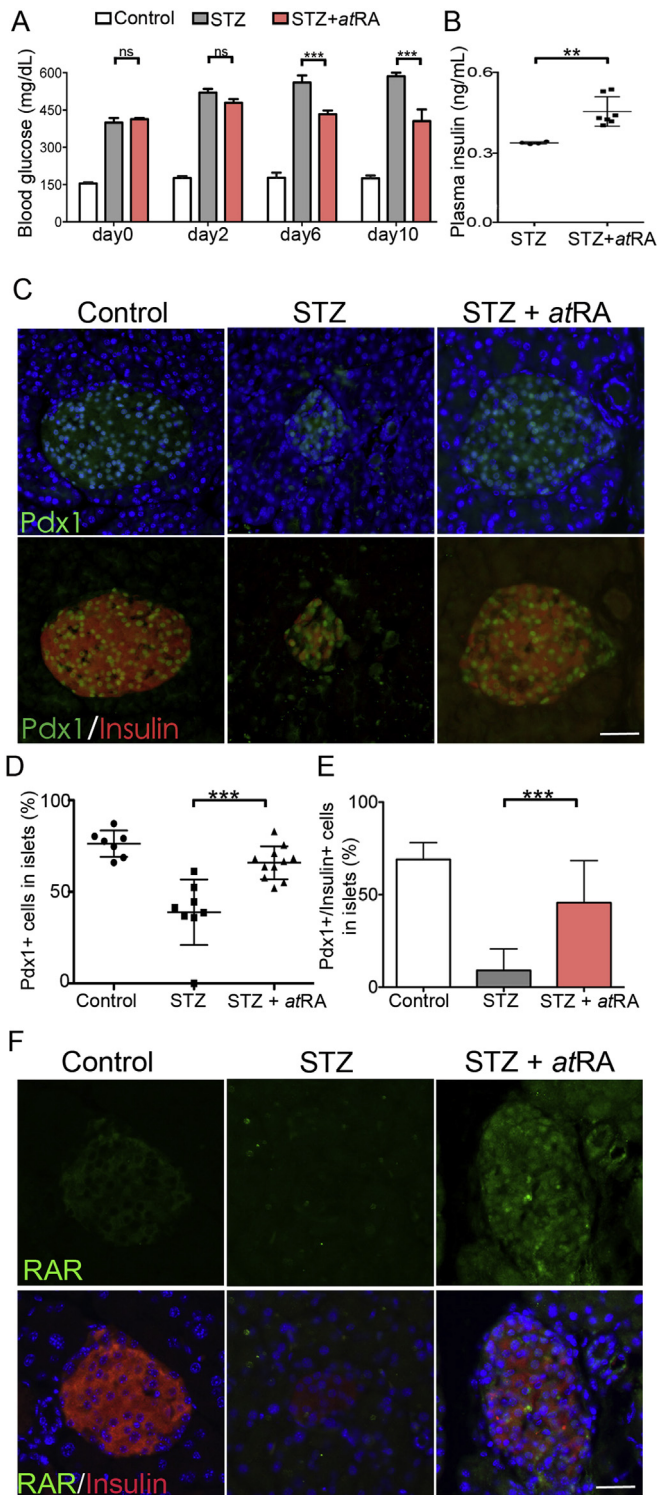 A
Control STZ STZ+atRA
Blood glucose (mg/dL)
600
450
300
150
0
ns ns *** ***
day0 day2 day6 day10
B
Plasma insulin (ng/mL)
0.6
0.3
0.0
**
STZ STZ+atRA
C
Control STZ STZ + atRA
Pdx1
Pdx1/Insulin
D
Pdx1+ cells in islets (%)
100
50
0
***
Control STZ STZ + atRA
E
Pdx1+/Insulin+ cells
in islets (%)
100
50
0
***
Control STZ STZ + atRA
F
Control STZ STZ + atRA
RAR
RAR/Insulin